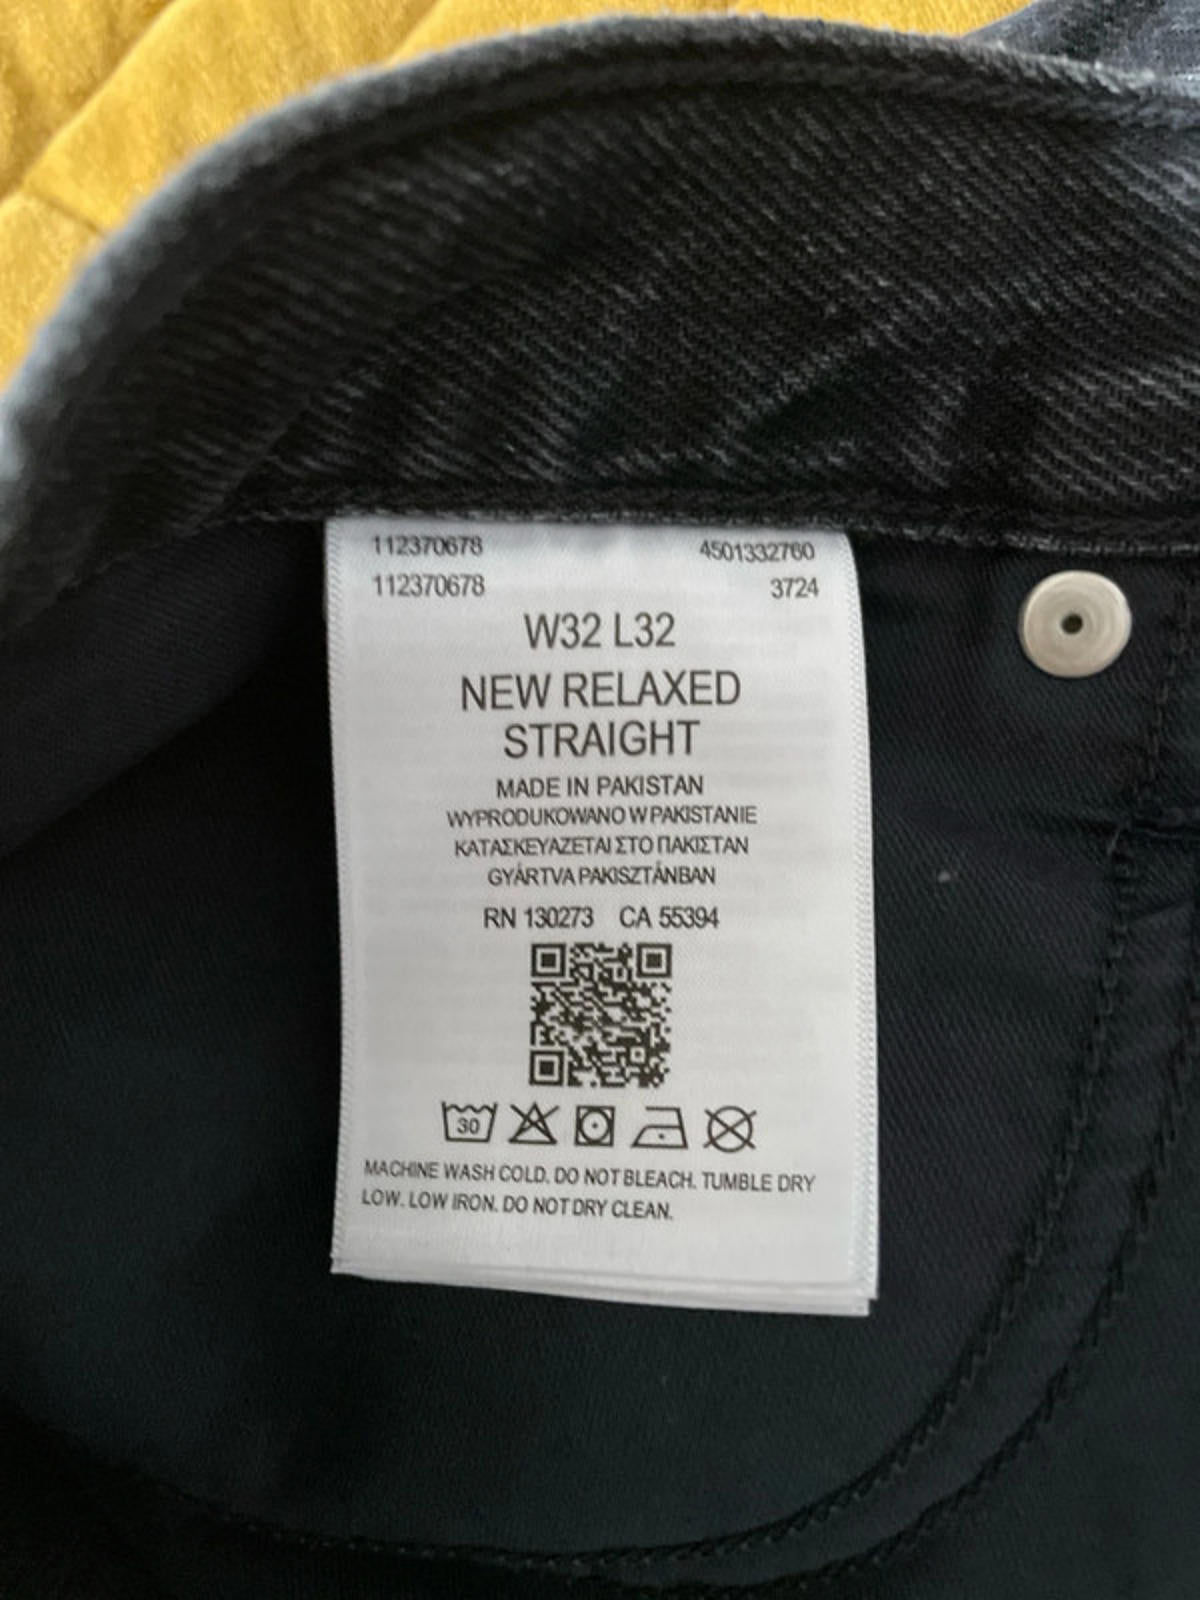 112370678 4501332760
112370678 3724
W32 L32
NEW RELAXED
STRAIGHT
MADE IN PAKISTAN
WYPRODUKOWANO W PAKISTANIE
ΚΑΤΑΣΚΕΥΑΖΕΤΑΙ ΣΤΟ ΠΑΚΙΣΤΑΝ
GYÁRTVA PAKISZTÁNBAN
RN 130273 CA 55394
30
MACHINE WASH COLD. DO NOT BLEACH. TUMBLE DRY
LOW. LOW IRON. DO NOT DRY CLEAN.